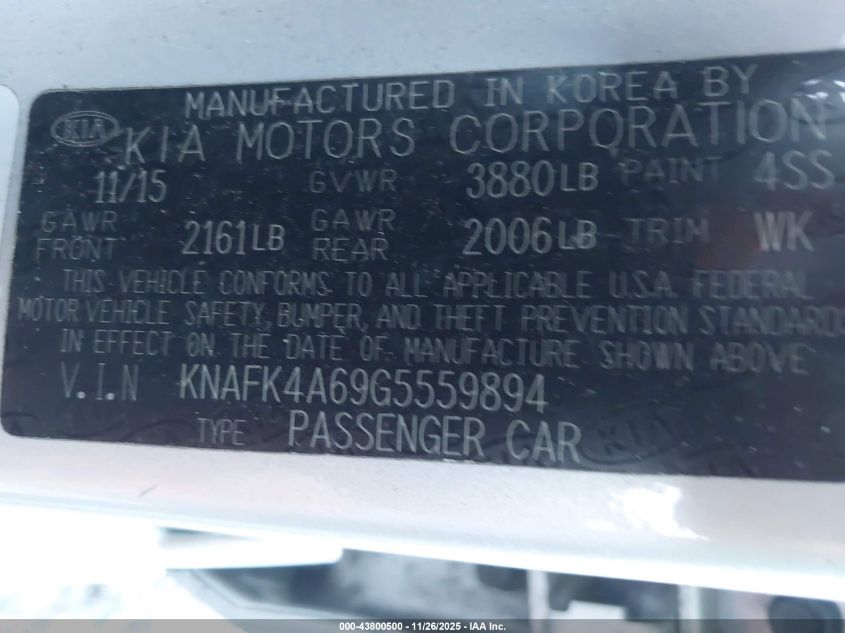 MANUFACTURED IN KOREA BY
KIA KIA MOTORS CORPORATION
11/15 GVWR 3880LB PAINT 4SS
GAWR FRONT 2161LB GAWR REAR 2006LB TRIM WK
THIS VEHICLE CONFORMS TO ALL APPLICABLE U.S.A. FEDERAL
MOTOR VEHICLE SAFETY, BUMPER, AND THEFT PREVENTION STANDARDS
IN EFFECT ON THE DATE OF MANUFACTURE SHOWN ABOVE
V.I.N KNAFK4A69G5559894
TYPE PASSENGER CAR
000-43800500 - 11/26/2025 - IAA Inc.